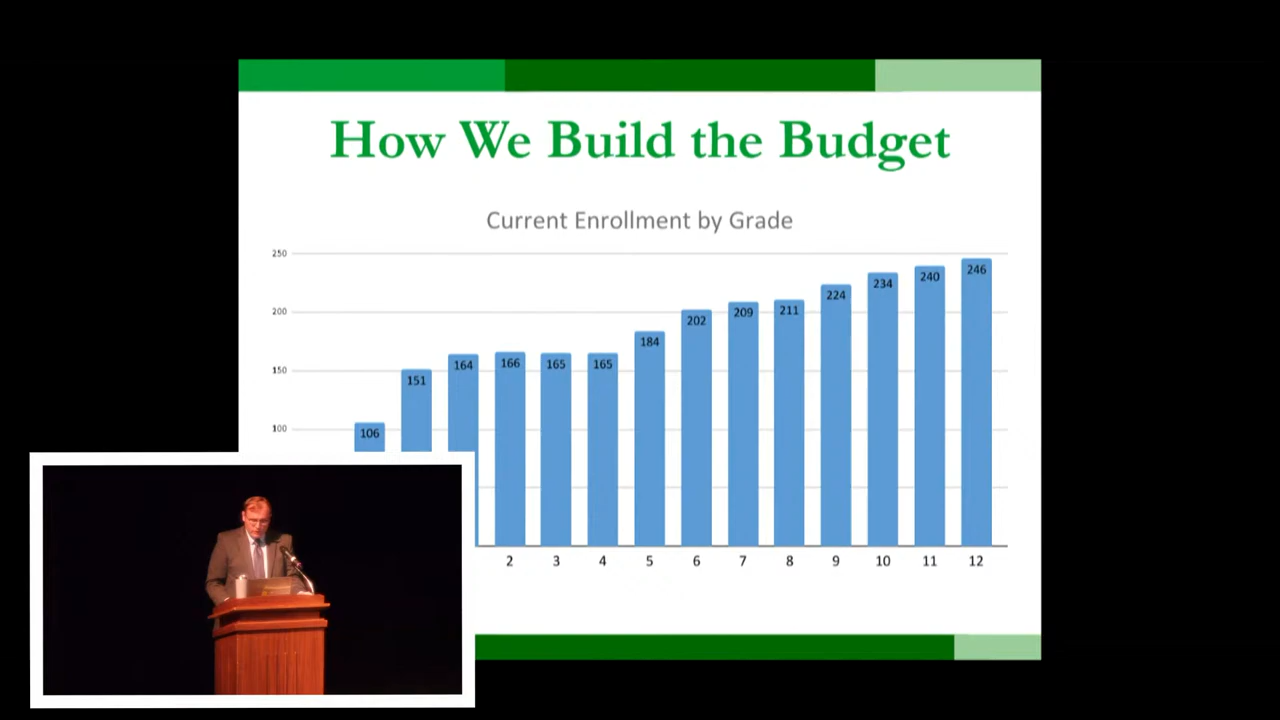 How We Build the Budget
Current Enrollment by Grade
250
200
150
100
106 151 164 166 165 165 184 202 209 211 224 234 240 246
2 3 4 5 6 7 8 9 10 11 12